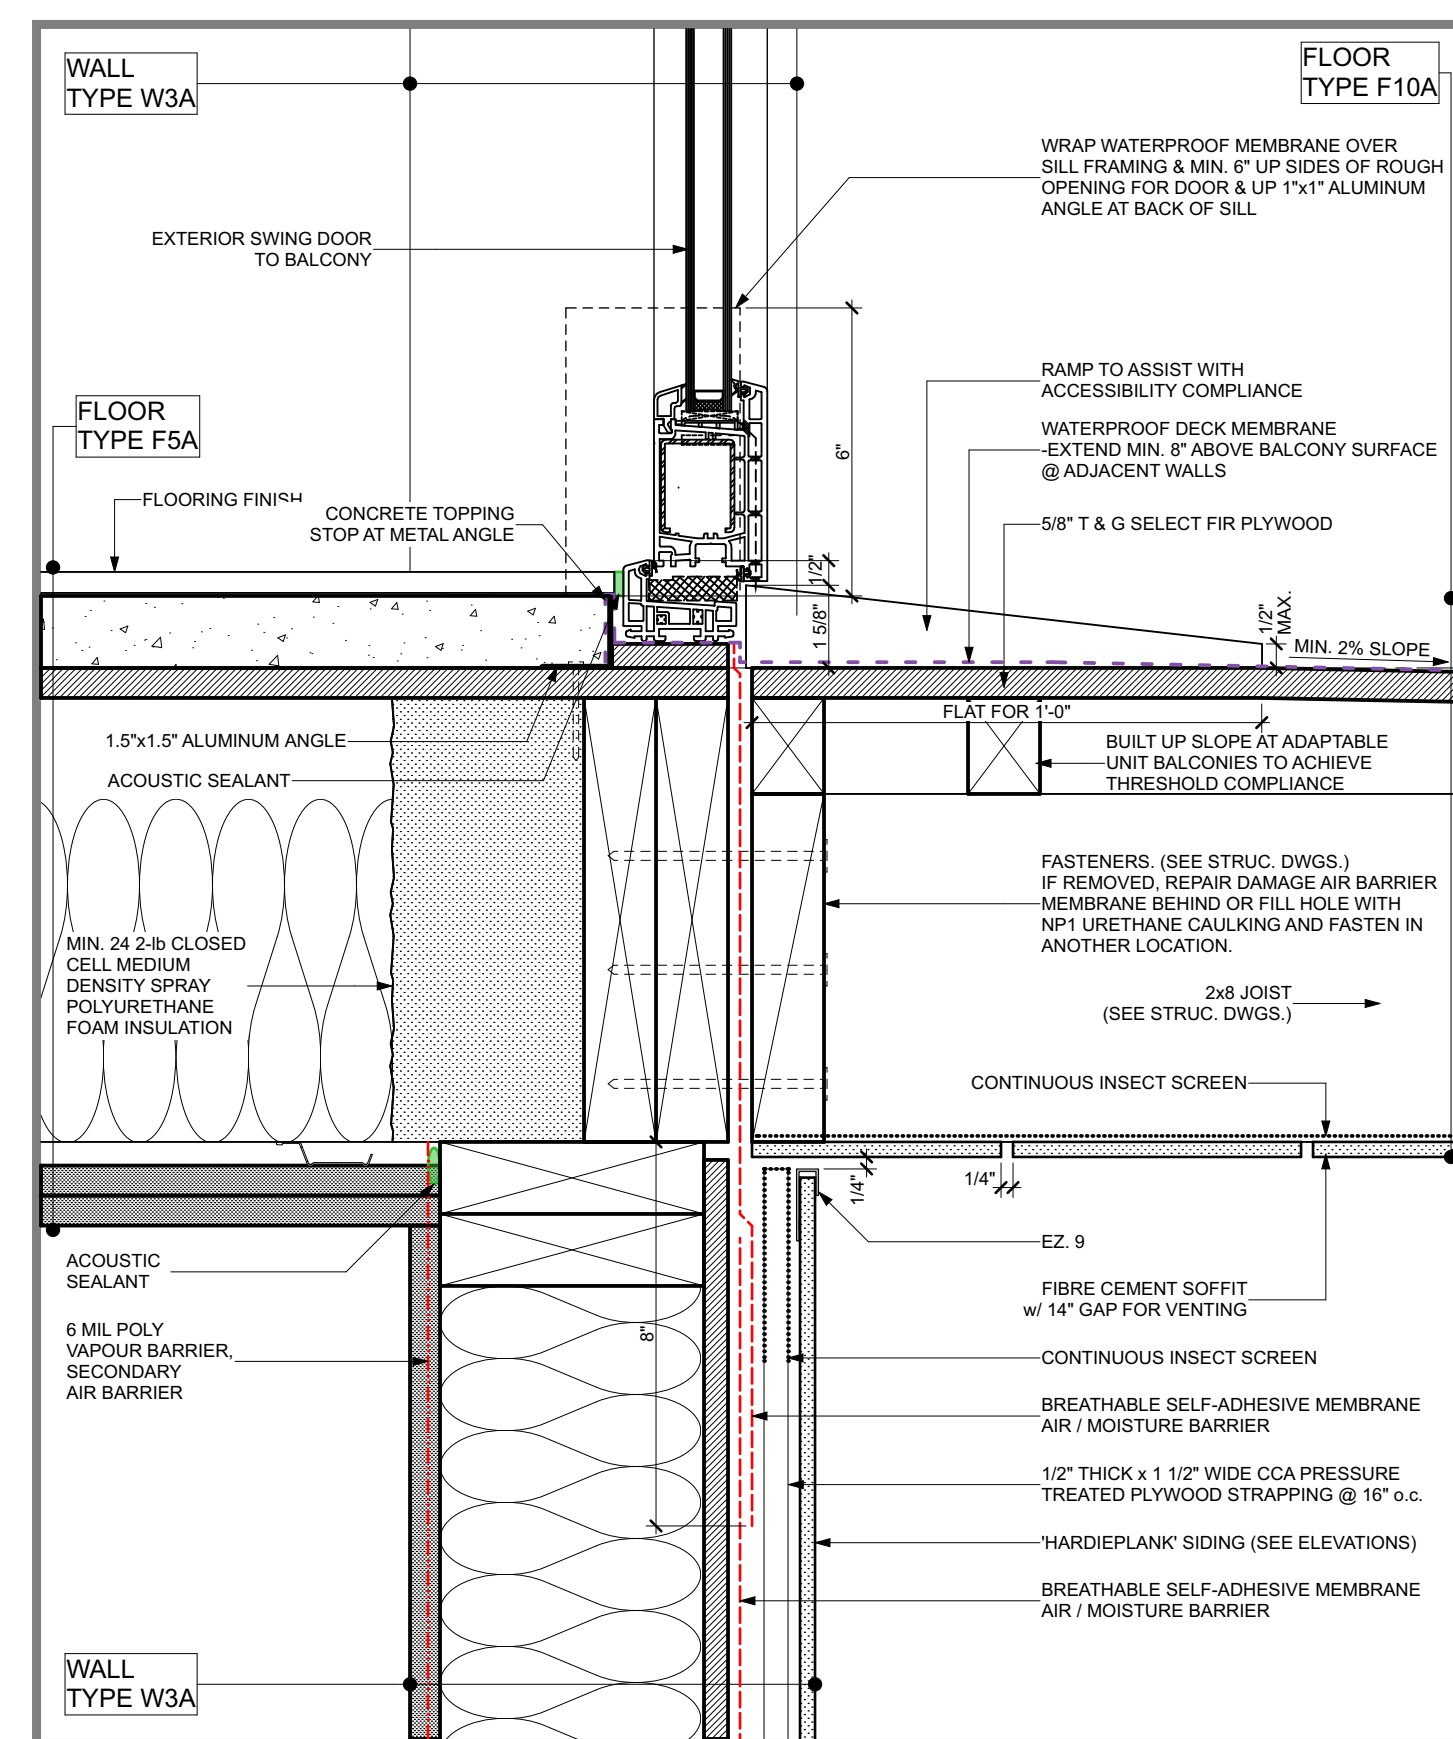 WALL
TYPE W3A
FLOOR
TYPE F10A
WRAP WATERPROOF MEMBRANE OVER
SILL FRAMING & MIN. 6" UP SIDES OF ROUGH
OPENING FOR DOOR & UP 1"x1" ALUMINUM
ANGLE AT BACK OF SILL
EXTERIOR SWING DOOR
TO BALCONY
RAMP TO ASSIST WITH
ACCESSIBILITY COMPLIANCE
FLOOR
TYPE F5A
WATERPROOF DECK MEMBRANE
-EXTEND MIN. 8" ABOVE BALCONY SURFACE
@ ADJACENT WALLS
6"
FLOORING FINISH
CONCRETE TOPPING
STOP AT METAL ANGLE
5/8" T & G SELECT FIR PLYWOOD
1/2"
1 5/8"
1/2"
MAX.
MIN. 2% SLOPE
FLAT FOR 1'-0"
1.5"x1.5" ALUMINUM ANGLE
ACOUSTIC SEALANT
BUILT UP SLOPE AT ADAPTABLE
UNIT BALCONIES TO ACHIEVE
THRESHOLD COMPLIANCE
FASTENERS. (SEE STRUC. DWGS.)
IF REMOVED, REPAIR DAMAGE AIR BARRIER
MEMBRANE BEHIND OR FILL HOLE WITH
NP1 URETHANE CAULKING AND FASTEN IN
ANOTHER LOCATION.
MIN. 24 2-lb CLOSED
CELL MEDIUM
DENSITY SPRAY
POLYURETHANE
FOAM INSULATION
2x8 JOIST
(SEE STRUC. DWGS.)
CONTINUOUS INSECT SCREEN
1/4"
1/4"
EZ. 9
ACOUSTIC
SEALANT
FIBRE CEMENT SOFFIT
w/ 14" GAP FOR VENTING
6 MIL POLY
VAPOUR BARRIER,
SECONDARY
AIR BARRIER
8"
CONTINUOUS INSECT SCREEN
BREATHABLE SELF-ADHESIVE MEMBRANE
AIR / MOISTURE BARRIER
1/2" THICK x 1 1/2" WIDE CCA PRESSURE
TREATED PLYWOOD STRAPPING @ 16" o.c.
'HARDIEPLANK' SIDING (SEE ELEVATIONS)
BREATHABLE SELF-ADHESIVE MEMBRANE
AIR / MOISTURE BARRIER
WALL
TYPE W3A